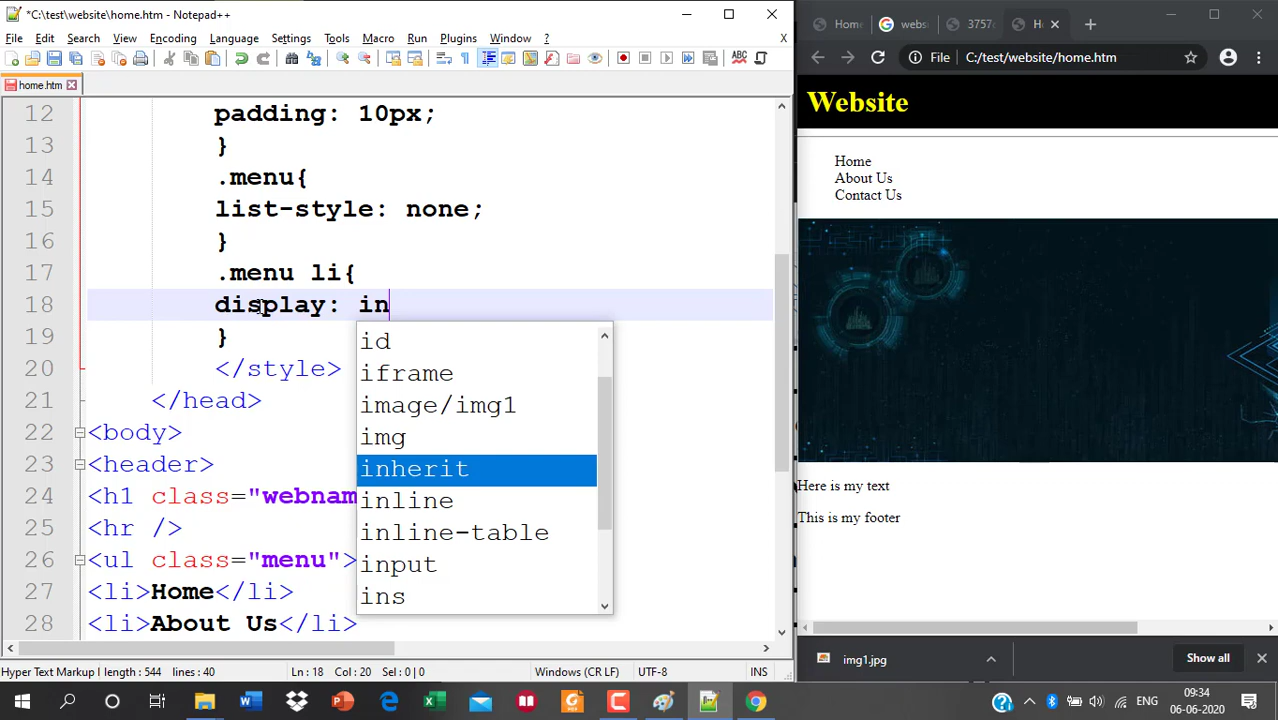 *C:\test\website\home.htm - Notepad++
File Edit Search View Encoding Language Settings Tools Macro Run Plugins Window ? X
home.htm
12 padding: 10px;
13 }
14 .menu{
15 list-style: none;
16 }
17 .menu li{
18 display: in
19 }
20 </style>
21 </head>
22 <body>
23 <header>
24 <h1 class="webnam
25 <hr />
26 <ul class="menu">
27 <li>Home</li>
28 <li>About Us</li>
id
iframe
image/img1
img
inherit
inline
inline-table
input
ins
Hyper Text Markup l length : 544 lines : 40 Ln : 18 Col : 20 Sel : 0 | 0 Windows (CR LF) UTF-8 INS
Home webs 3757c Ho
File C:/test/website/home.htm
Website
Home
About Us
Contact Us
Here is my text
This is my footer
img1.jpg Show all
ENG 09:34
06-06-2020